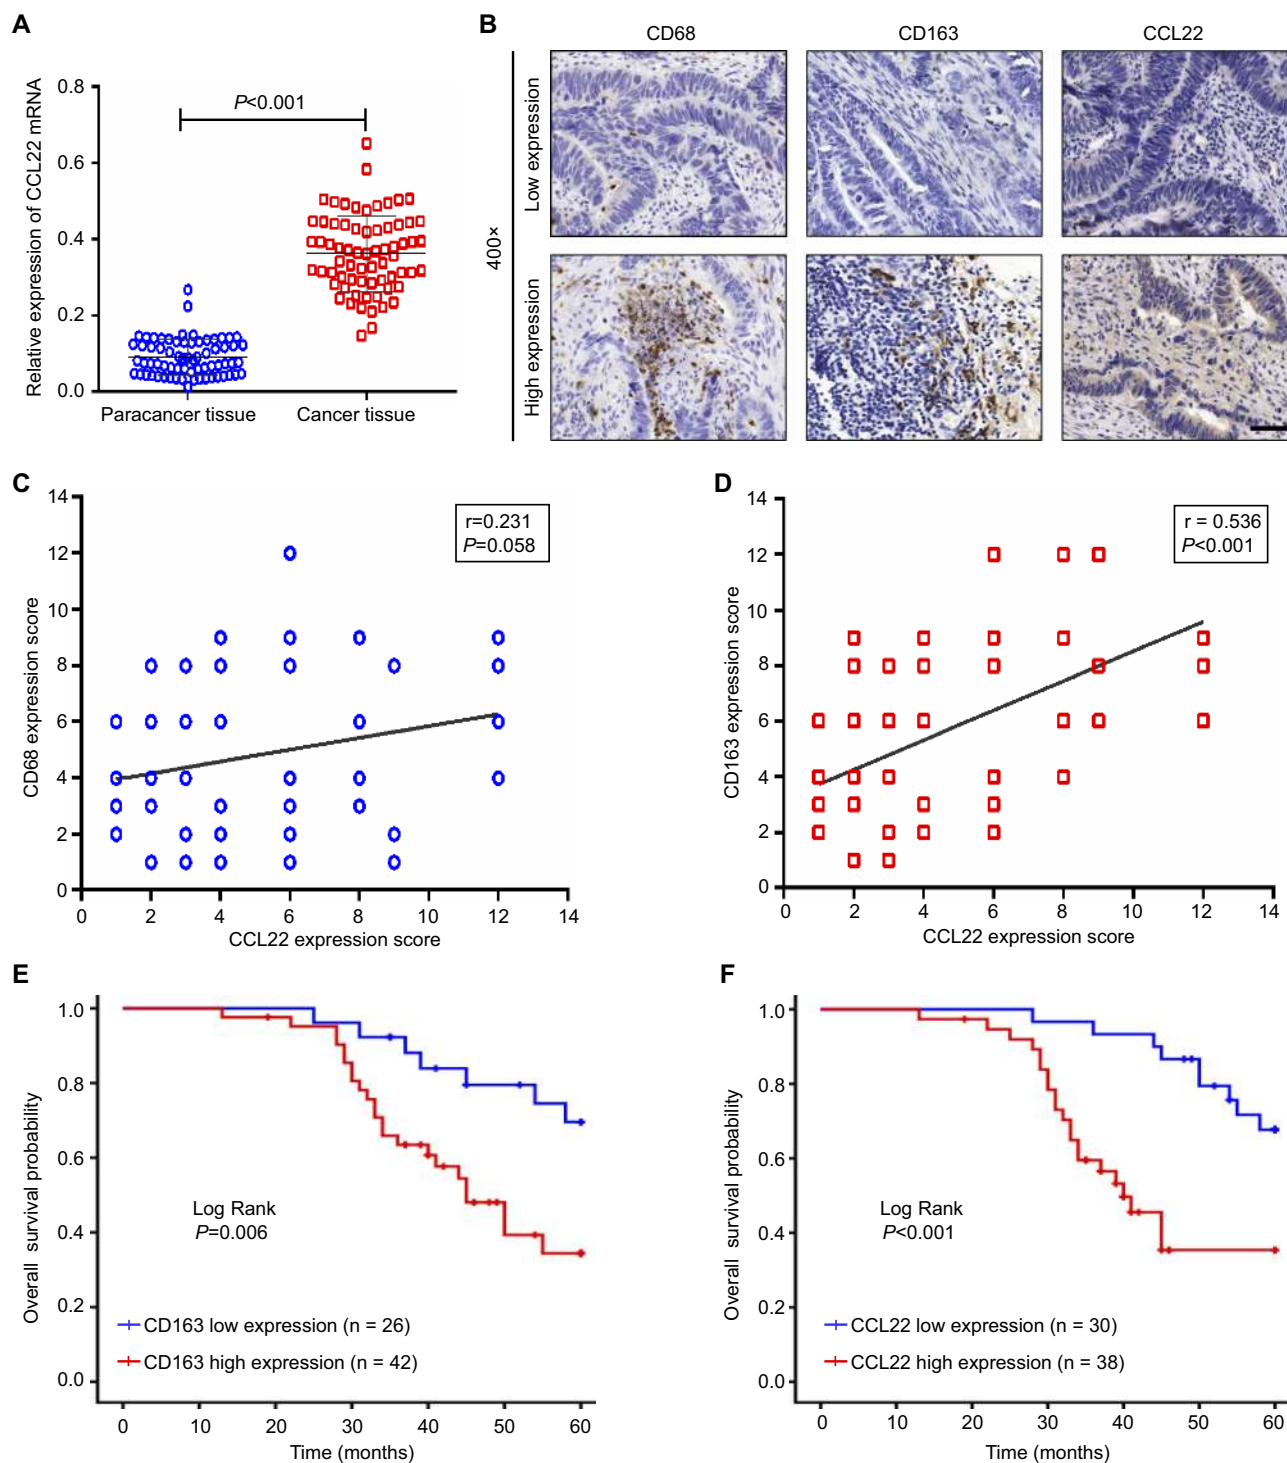 A
Relative expression of CCL22 mRNA
0.8
0.6
0.4
0.2
0.0
P<0.001
Paracancer tissue
Cancer tissue
B
CD68
CD163
CCL22
400×
Low expression
High expression
C
CD68 expression score
14
12
10
8
6
4
2
0
r=0.231
P=0.058
0 2 4 6 8 10 12 14
CCL22 expression score
D
CD163 expression score
14
12
10
8
6
4
2
0
r = 0.536
P<0.001
0 2 4 6 8 10 12 14
CCL22 expression score
E
Overall survival probability
1.0
0.8
0.6
0.4
0.2
0.0
Log Rank
P=0.006
CD163 low expression (n = 26)
CD163 high expression (n = 42)
0 10 20 30 40 50 60
Time (months)
F
Overall survival probability
1.0
0.8
0.6
0.4
0.2
0.0
Log Rank
P<0.001
CCL22 low expression (n = 30)
CCL22 high expression (n = 38)
0 10 20 30 40 50 60
Time (months)